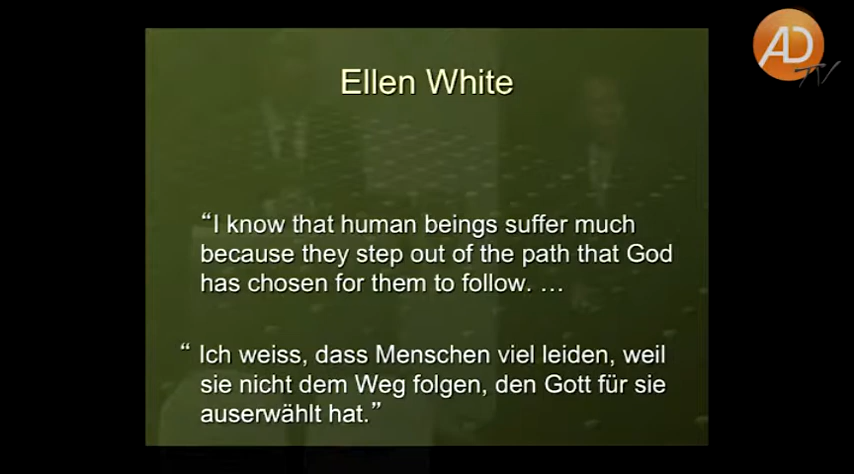 AD
TV
Ellen White
“I know that human beings suffer much
because they step out of the path that God
has chosen for them to follow. …
“ Ich weiss, dass Menschen viel leiden, weil
sie nicht dem Weg folgen, den Gott für sie
auserwählt hat.”